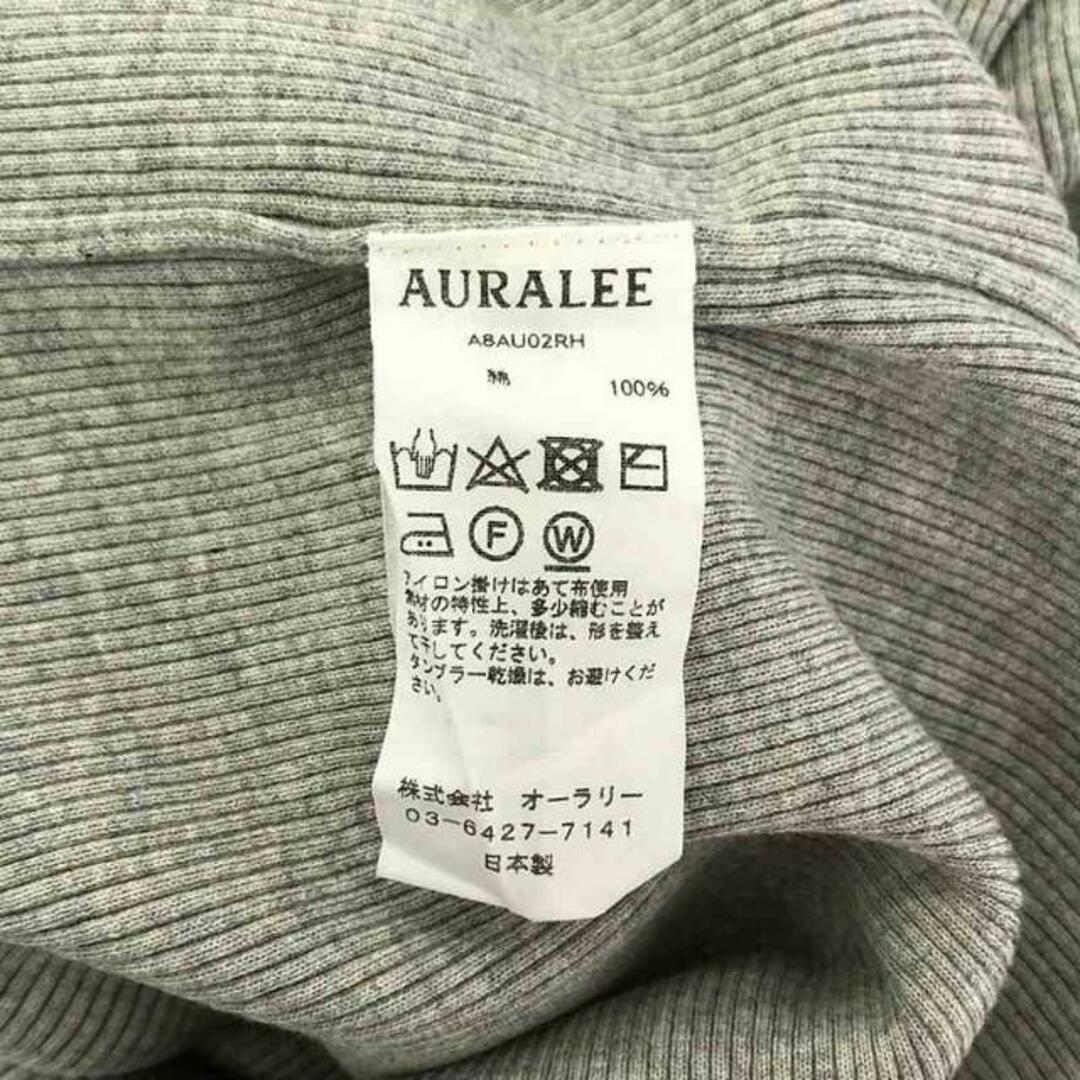 AURALEE
A8AU02RH
綿 100%
F W
アイロン掛けはあて布使用
素材の特性上、多少縮むことが
あります。洗濯後は、形を整え
て干してください。
タンブラー乾燥は、お避けくだ
さい。
株式会社 オーラリー
03-6427-7141
日本製